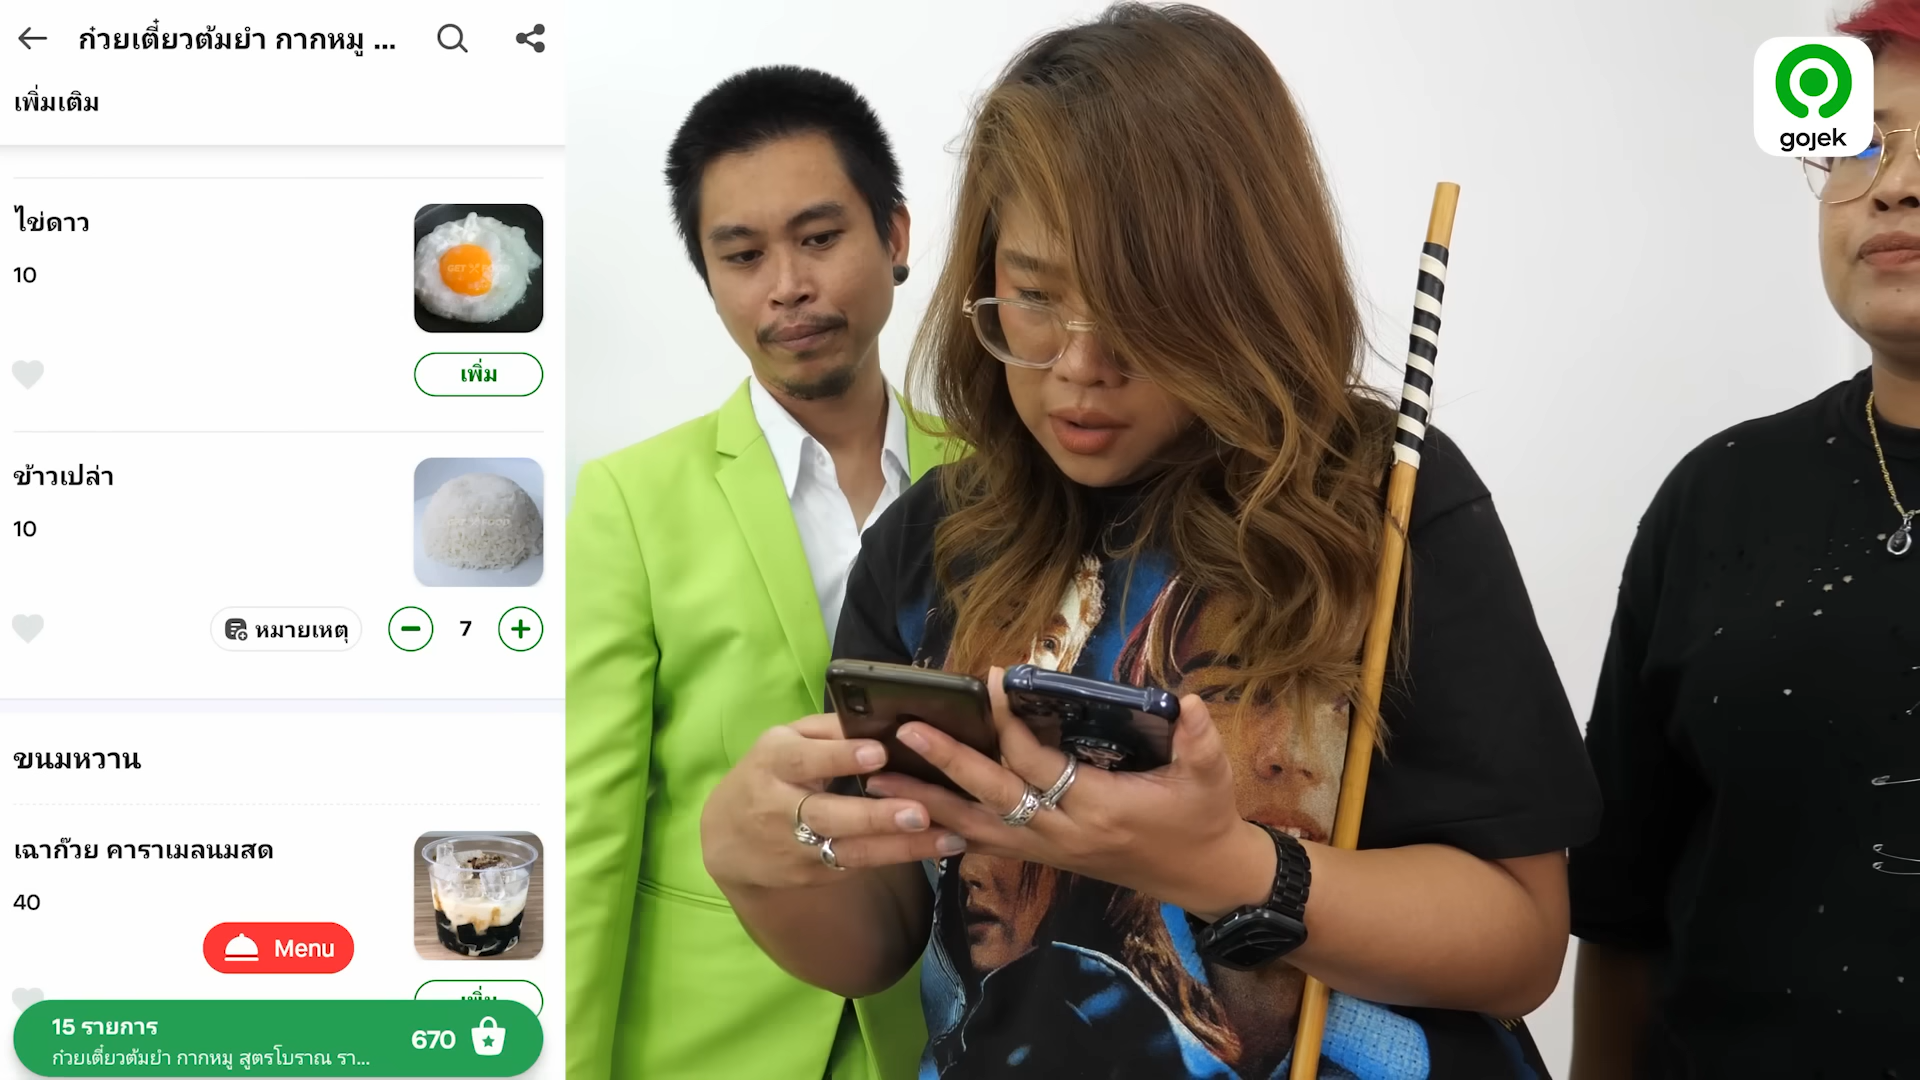 ก๋วยเตี๋ยวต้มยำ กากหมู ...
เพิ่มเติม
ไข่ดาว
10
เพิ่ม
ข้าวเปล่า
10
หมายเหตุ
7
ขนมหวาน
เฉาก๊วย คาราเมลนมสด
40
Menu
เพิ่ม
15 รายการ
ก๋วยเตี๋ยวต้มยำ กากหมู สูตรโบราณ รา...
670
gojek